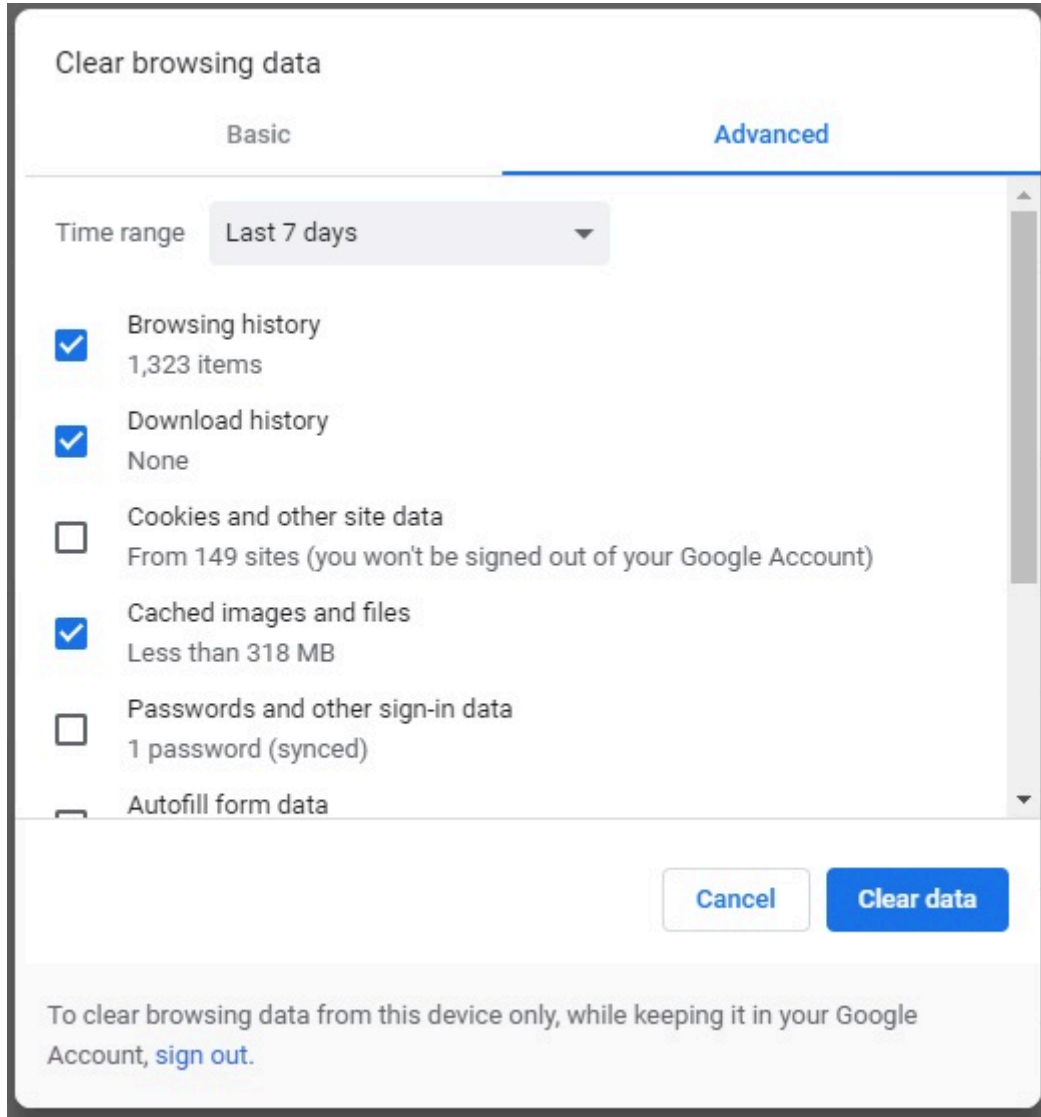 Clear browsing data
Basic
Advanced
Time range
Last 7 days
Browsing history
1,323 items
Download history
None
Cookies and other site data
From 149 sites (you won't be signed out of your Google Account)
Cached images and files
Less than 318 MB
Passwords and other sign-in data
1 password (synced)
Autofill form data
Cancel
Clear data
To clear browsing data from this device only, while keeping it in your Google
Account, sign out.